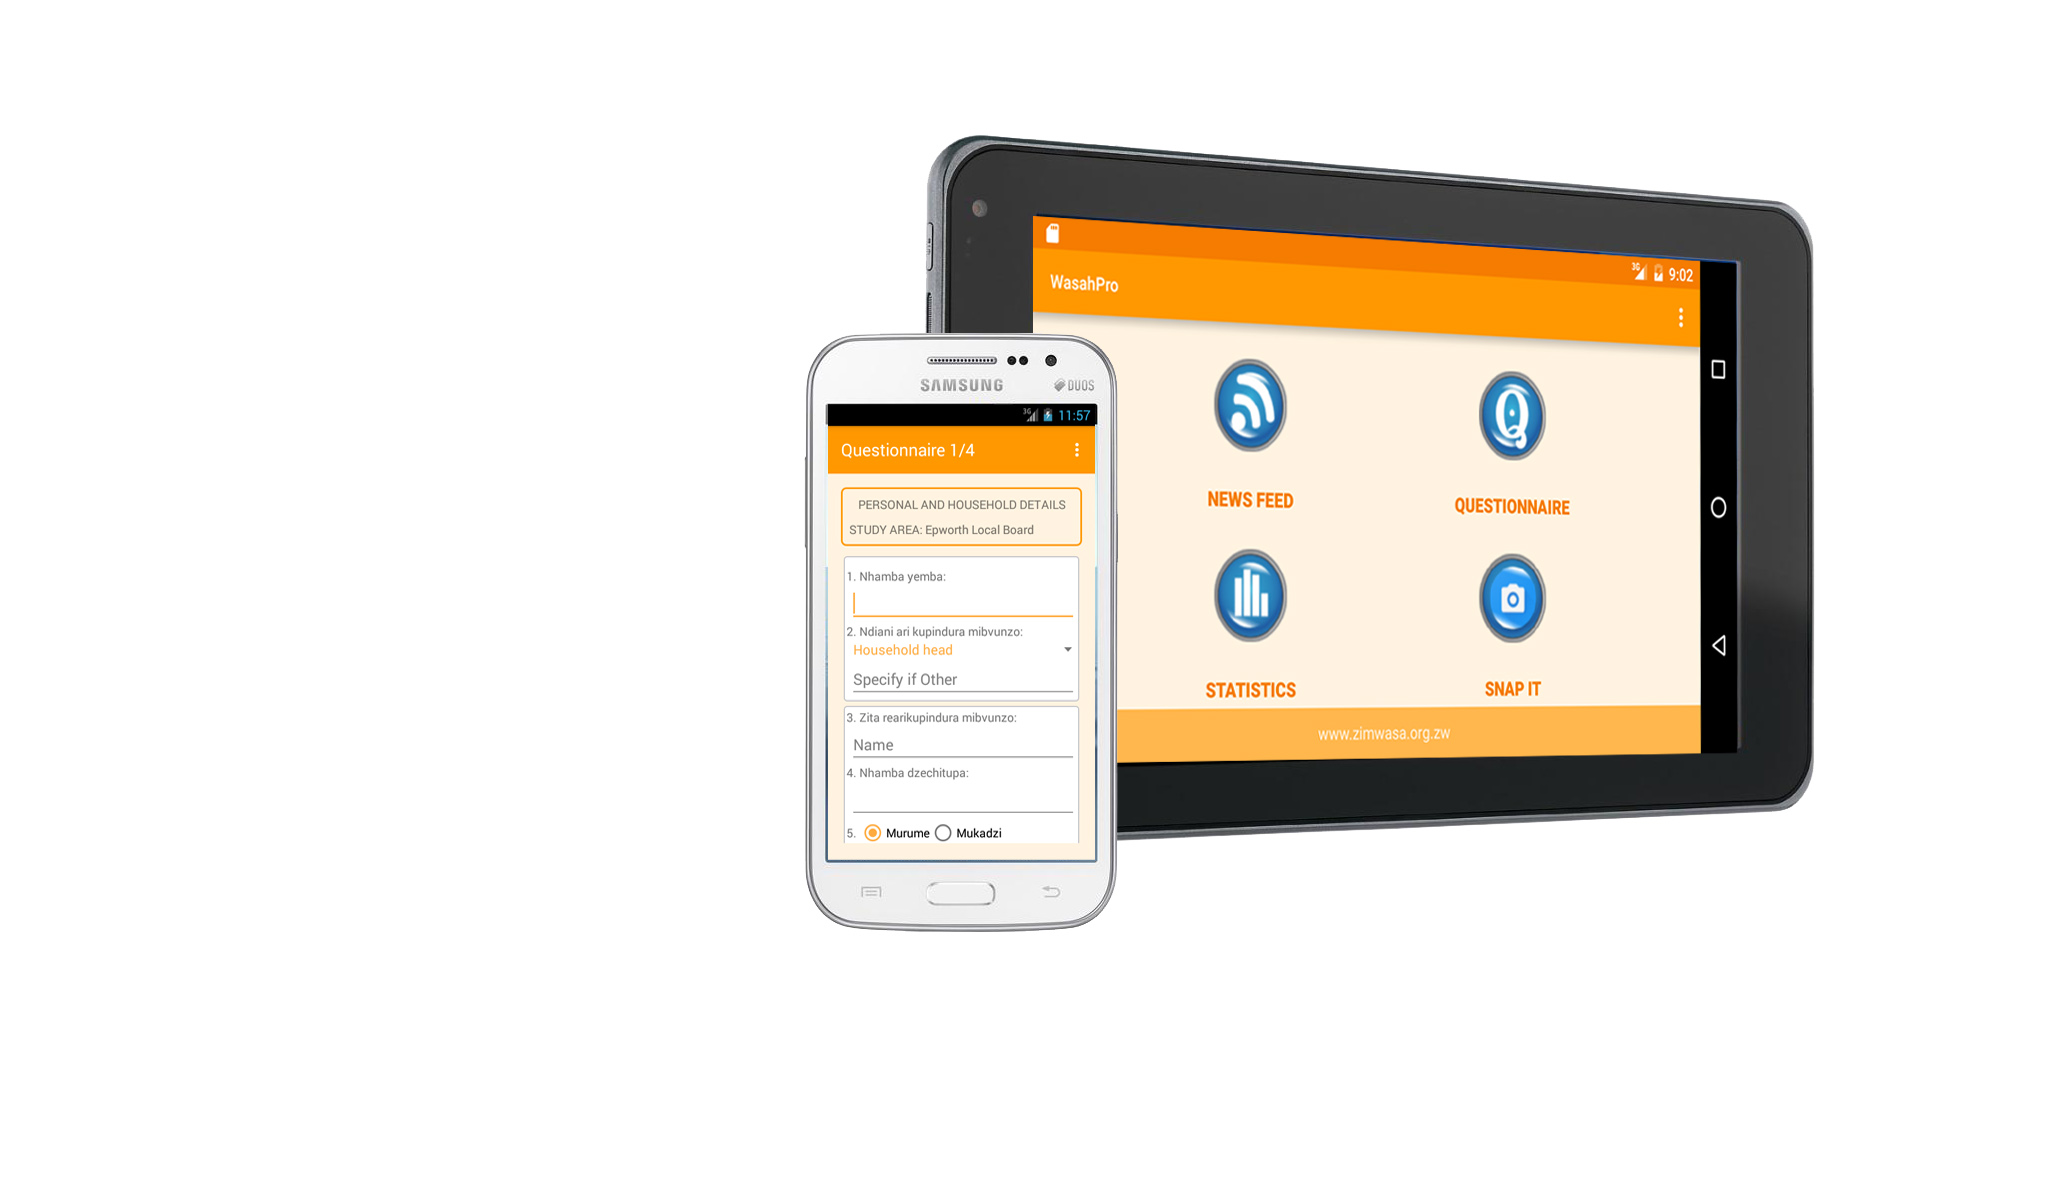 WasahPro
3G 9:02
NEWS FEED
QUESTIONNAIRE
STATISTICS
SNAP IT
www.zimwasa.org.zw
SAMSUNG
DUOS
3G 11:57
Questionnaire 1/4
PERSONAL AND HOUSEHOLD DETAILS
STUDY AREA: Epworth Local Board
1. Nhamba yemba:
2. Ndiani ari kupindura mibvunzo:
Household head
Specify if Other
3. Zita rearikupindura mibvunzo:
Name
4. Nhamba dzechitupa:
5. Murume Mukadzi